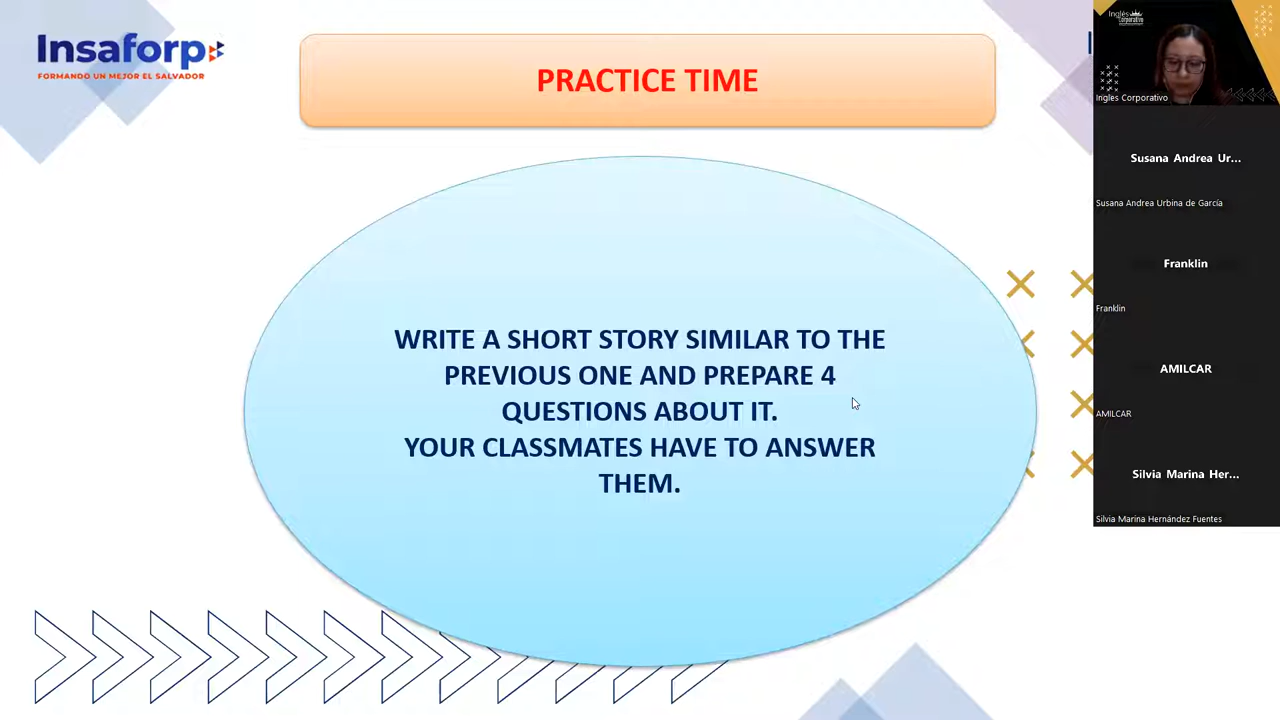 Insaforp
FORMANDO UN MEJOR EL SALVADOR
PRACTICE TIME
WRITE A SHORT STORY SIMILAR TO THE
PREVIOUS ONE AND PREPARE 4
QUESTIONS ABOUT IT.
YOUR CLASSMATES HAVE TO ANSWER
THEM.
Inglés
Corporativo
Ingles Corporativo
Susana Andrea Ur...
Susana Andrea Urbina de García
Franklin
Franklin
AMILCAR
AMILCAR
Silvia Marina Her...
Silvia Marina Hernández Fuentes